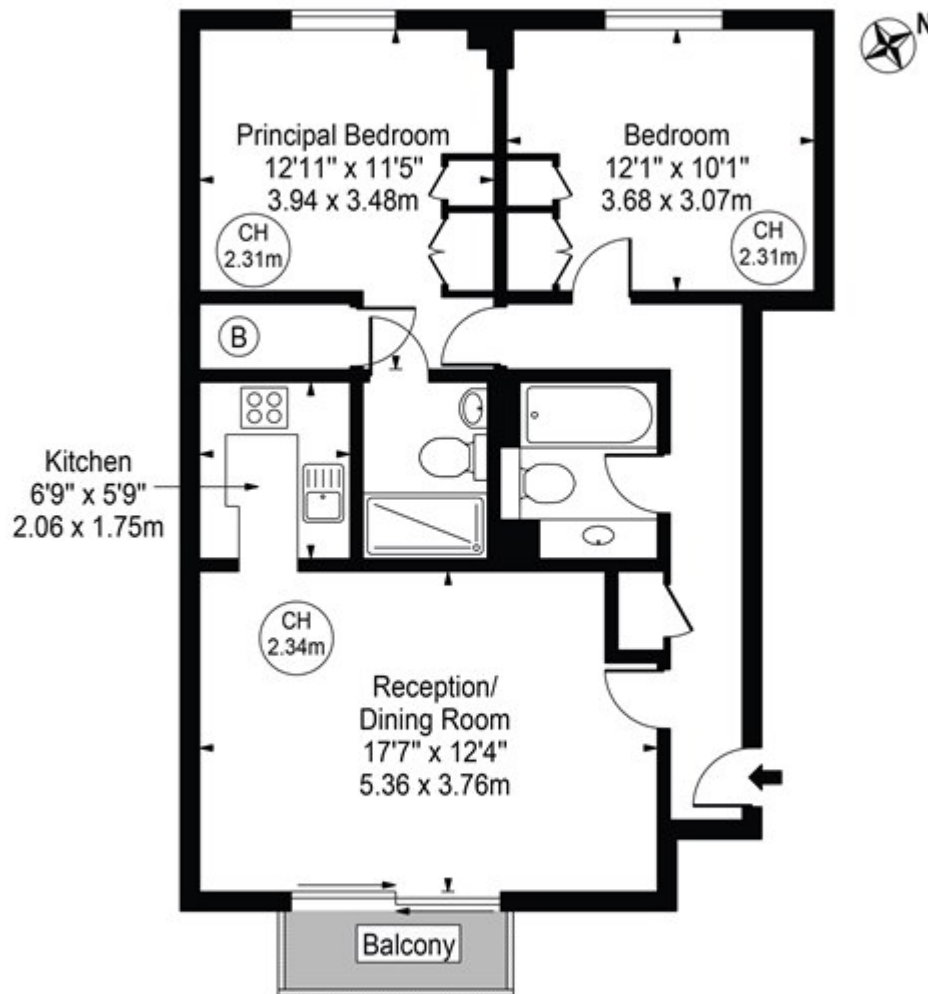 N
Principal Bedroom
12'11" x 11'5"
3.94 x 3.48m
CH
2.31m
Bedroom
12'1" x 10'1"
3.68 x 3.07m
CH
2.31m
B
Kitchen
6'9" x 5'9"
2.06 x 1.75m
CH
2.34m
Reception/
Dining Room
17'7" x 12'4"
5.36 x 3.76m
Balcony